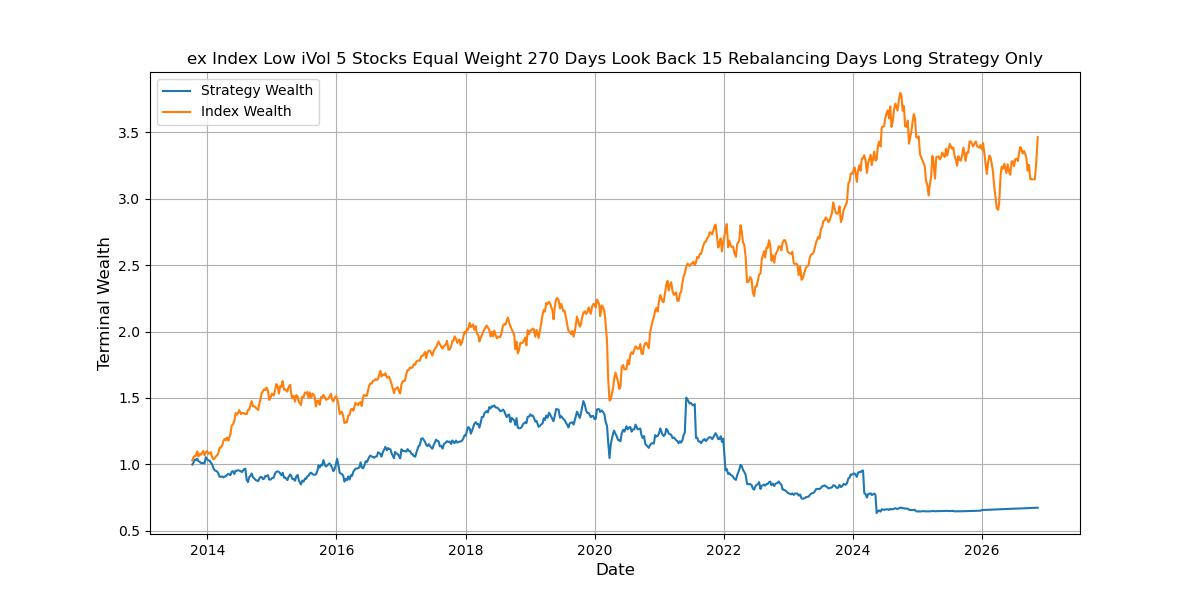 ex Index Low iVol 5 Stocks Equal Weight 270 Days Look Back 15 Rebalancing Days Long Strategy Only
Strategy Wealth
Index Wealth
Terminal Wealth
3.5
3.0
2.5
2.0
1.5
1.0
0.5
2014 2016 2018 2020 2022 2024 2026
Date